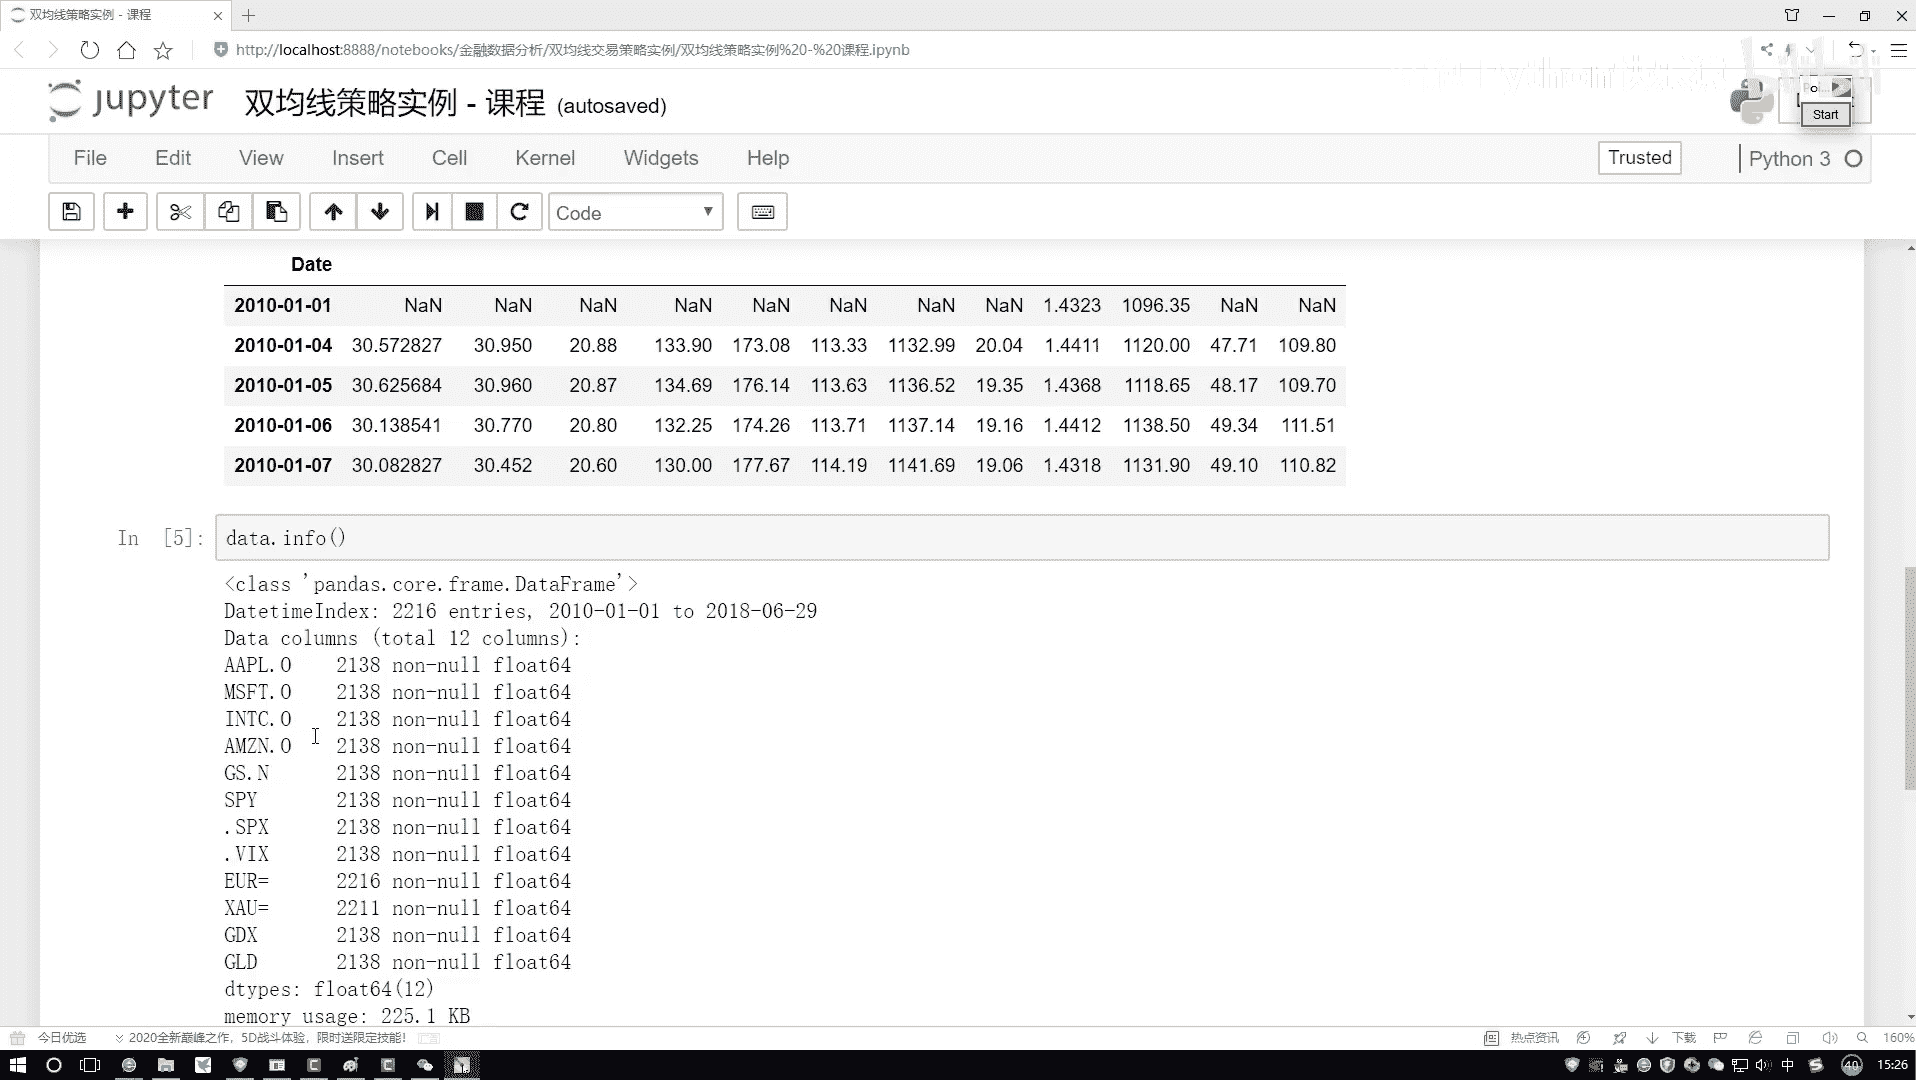 双均线策略实例 - 课程
http://localhost:8888/notebooks/金融数据分析/双均线交易策略实例/双均线策略实例%20-%20课程.ipynb
jupyter 双均线策略实例 - 课程 (autosaved)
Start
File Edit View Insert Cell Kernel Widgets Help Trusted Python 3
Code
Date
2010-01-01 NaN NaN NaN NaN NaN NaN NaN NaN 1.4323 1096.35 NaN NaN
2010-01-04 30.572827 30.950 20.88 133.90 173.08 113.33 1132.99 20.04 1.4411 1120.00 47.71 109.80
2010-01-05 30.625684 30.960 20.87 134.69 176.14 113.63 1136.52 19.35 1.4368 1118.65 48.17 109.70
2010-01-06 30.138541 30.770 20.80 132.25 174.26 113.71 1137.14 19.16 1.4412 1138.50 49.34 111.51
2010-01-07 30.082827 30.452 20.60 130.00 177.67 114.19 1141.69 19.06 1.4318 1131.90 49.10 110.82
In [5]: data.info()
<class 'pandas.core.frame.DataFrame'>
DatetimeIndex: 2216 entries, 2010-01-01 to 2018-06-29
Data columns (total 12 columns):
AAPL.O 2138 non-null float64
MSFT.O 2138 non-null float64
INTC.O 2138 non-null float64
AMZN.O 2138 non-null float64
GS.N 2138 non-null float64
SPY 2138 non-null float64
.SPX 2138 non-null float64
.VIX 2138 non-null float64
EUR= 2216 non-null float64
XAU= 2211 non-null float64
GDX 2138 non-null float64
GLD 2138 non-null float64
dtypes: float64(12)
memory usage: 225.1 KB
今日优选 2020全新巅峰之作，5D战斗体验，限时送限定技能! 热点资讯 下载 160%
中 40 15:26